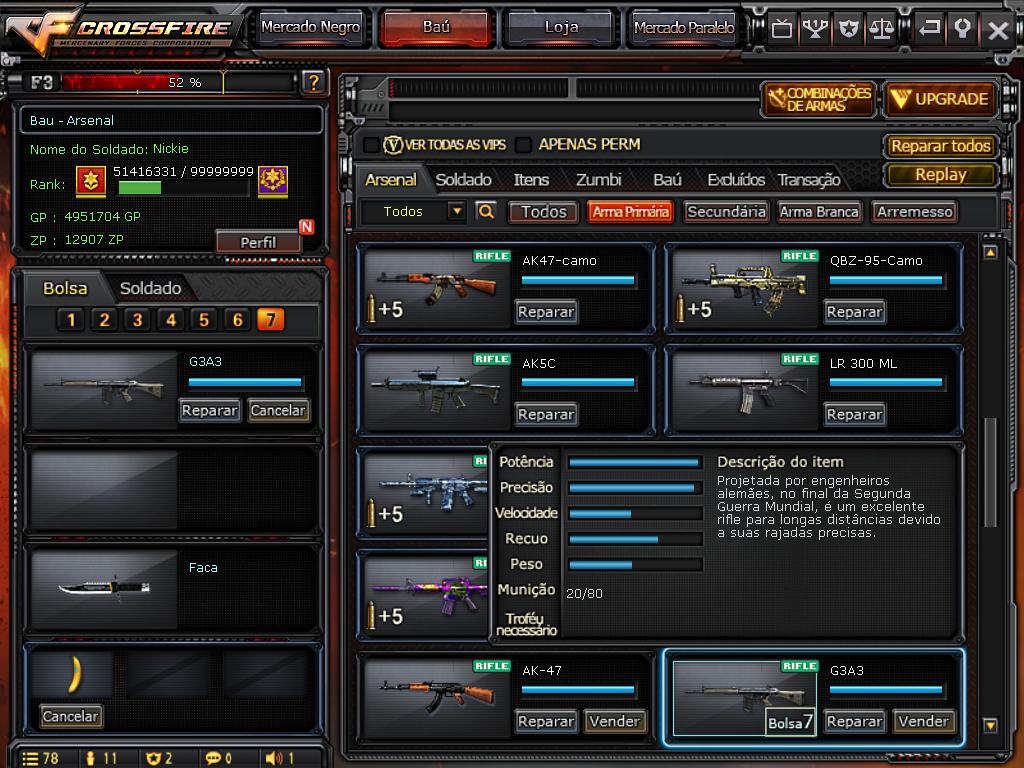 CROSSFIRE
MERCENARY FORCES CORPORATION
Mercado Negro
Baú
Loja
Mercado Paralelo
F3
52 %
?
COMBINAÇÕES
DE ARMAS
UPGRADE
Bau - Arsenal
Nome do Soldado: Nickie
Rank:
51416331 / 99999999
GP : 4951704 GP
ZP : 12907 ZP
N
Perfil
V VER TODAS AS VIPS
APENAS PERM
Reparar todos
Replay
Arsenal
Soldado
Itens
Zumbi
Baú
Excluídos
Transação
Todos
Todos
Arma Primária
Secundária
Arma Branca
Arremesso
Bolsa
Soldado
1 2 3 4 5 6 7
G3A3
Reparar
Cancelar
Faca
Cancelar
78
11
2
0
1
RIFLE
AK47-camo
+5
Reparar
RIFLE
QBZ-95-Camo
+5
Reparar
RIFLE
AK5C
Reparar
RIFLE
LR 300 ML
Reparar
RI
+5
RI
+5
Potência
Precisão
Velocidade
Recuo
Peso
Munição
20/80
Troféu
necessário
Descrição do item
Projetada por engenheiros
alemães, no final da Segunda
Guerra Mundial, é um excelente
rifle para longas distâncias devido
a suas rajadas precisas.
RIFLE
AK-47
Reparar
Vender
RIFLE
G3A3
Bolsa7
Reparar
Vender